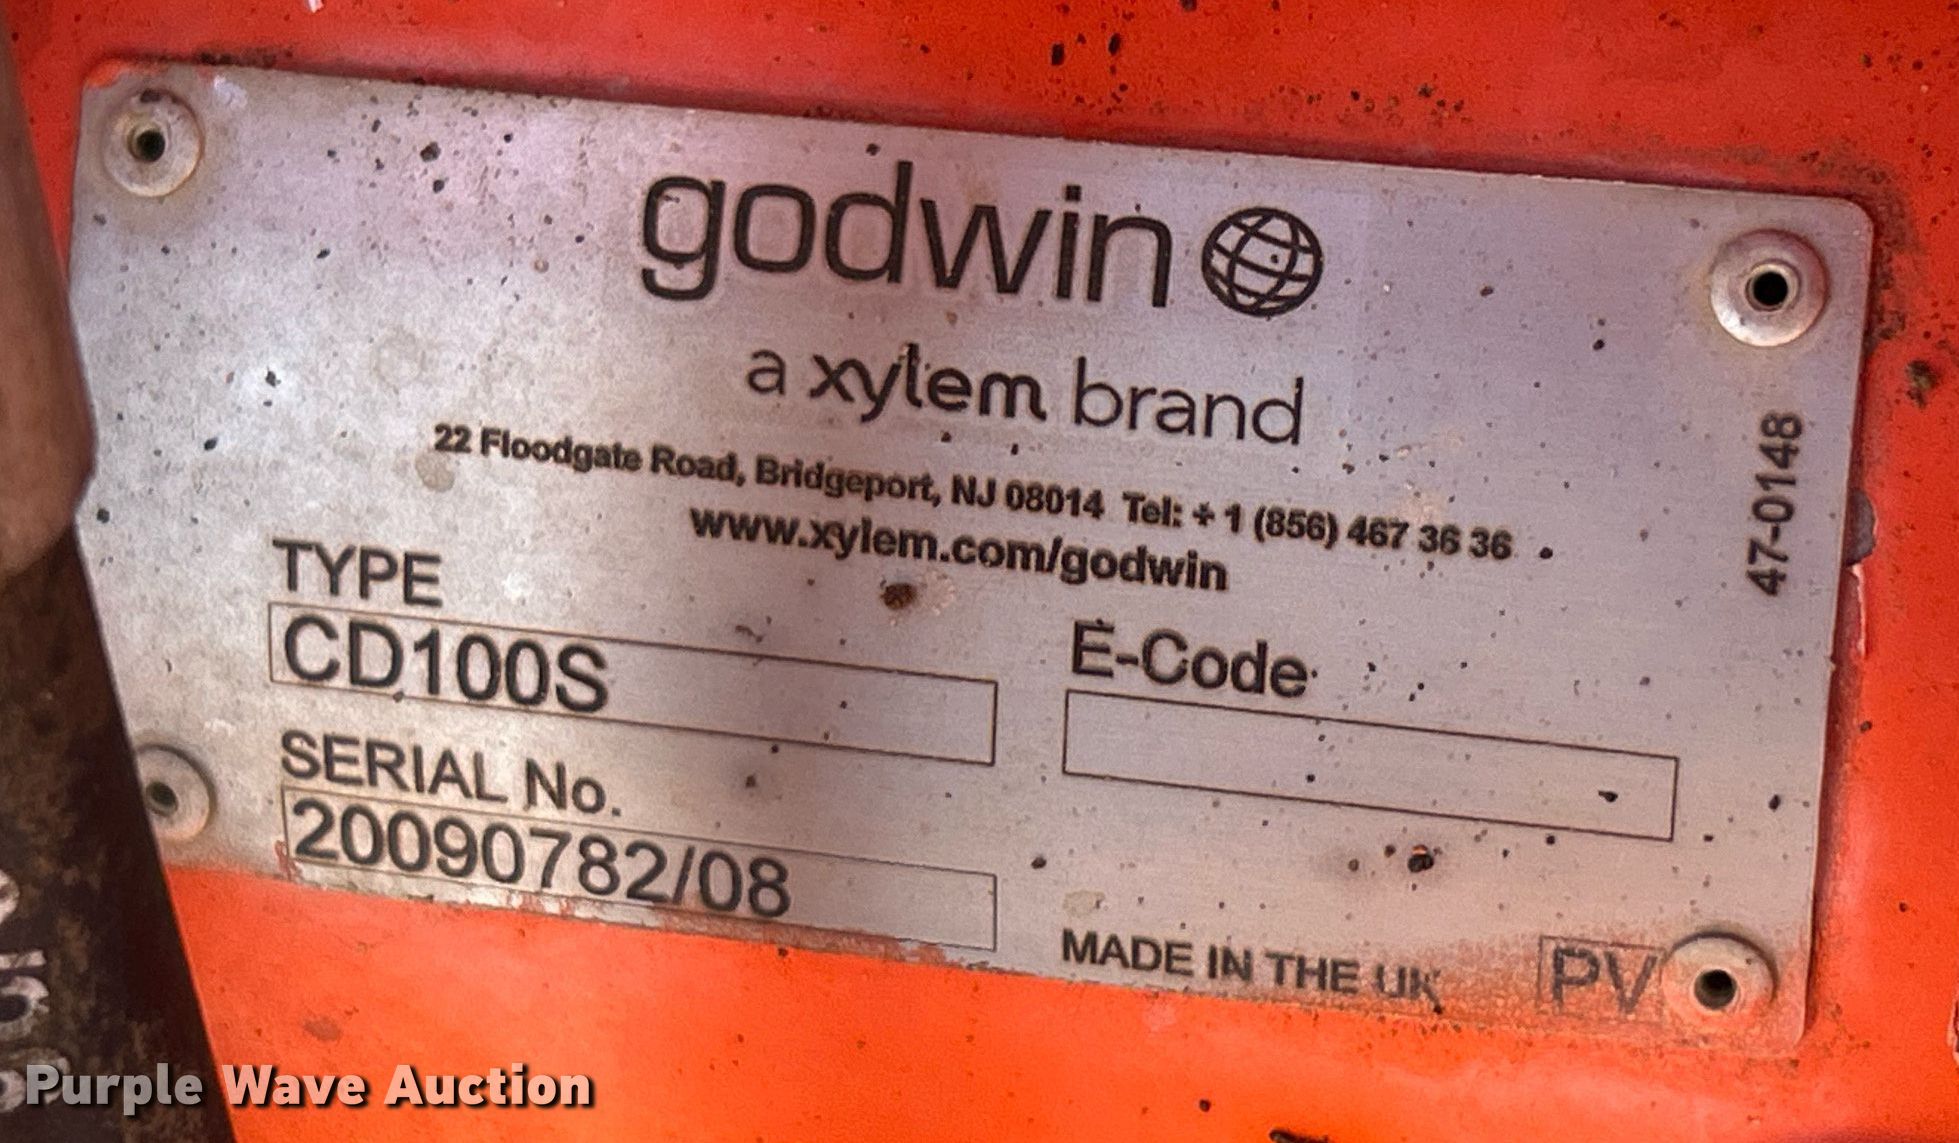 godwin
a xylem brand
22 Floodgate Road, Bridgeport, NJ 08014 Tel: + 1 (856) 467 36 36
www.xylem.com/godwin
47-0148
TYPE
CD100S
E-Code
SERIAL No.
20090782/08
MADE IN THE UK
PV
Purple Wave Auction